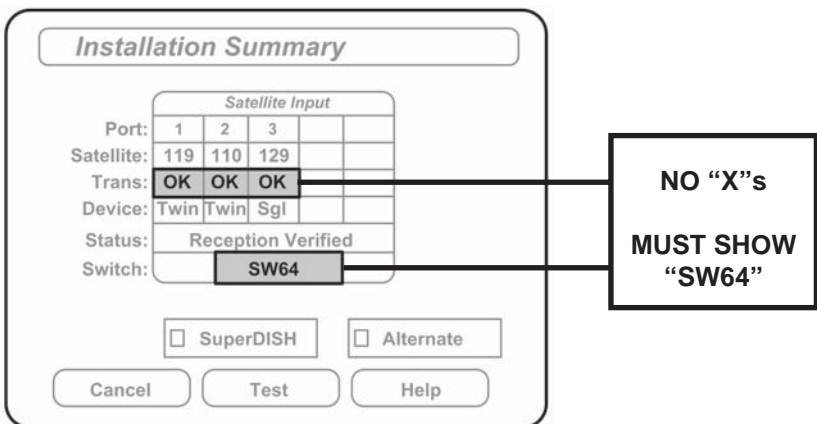 Installation Summary
Satellite Input
Port: 1 2 3
Satellite: 119 110 129
Trans: OK OK OK
Device: Twin Twin Sgl
Status: Reception Verified
Switch: SW64
NO “X”s
MUST SHOW
“SW64”
SuperDISH Alternate
Cancel Test Help